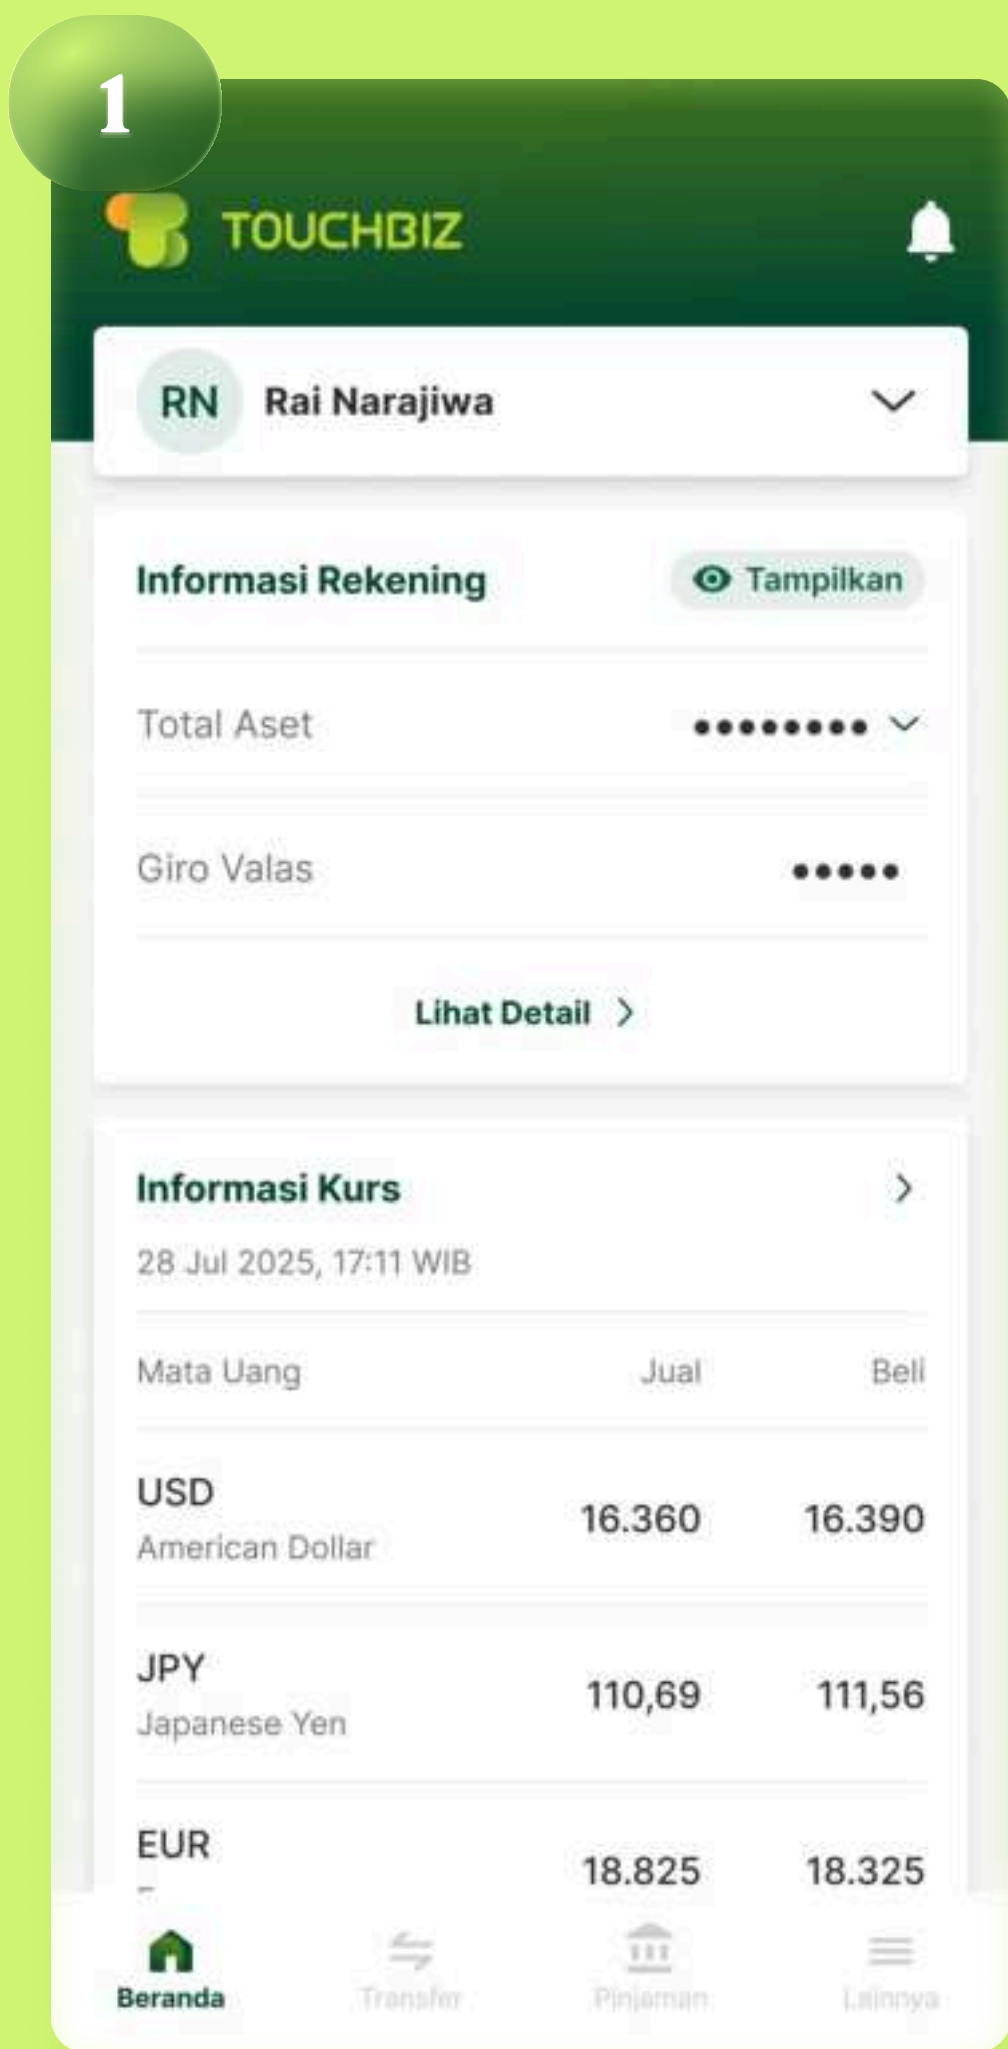 1
TOUCHBIZ
RN Rai Narajiwa
Informasi Rekening Tampilkan
Total Aset ••••••••
Giro Valas •••••
Lihat Detail
Informasi Kurs
28 Jul 2025, 17:11 WIB
Mata Uang Jual Beli
USD
American Dollar 16.360 16.390
JPY
Japanese Yen 110,69 111,56
EUR
18.825 18.325
Beranda Transfer Pinjaman Lainnya